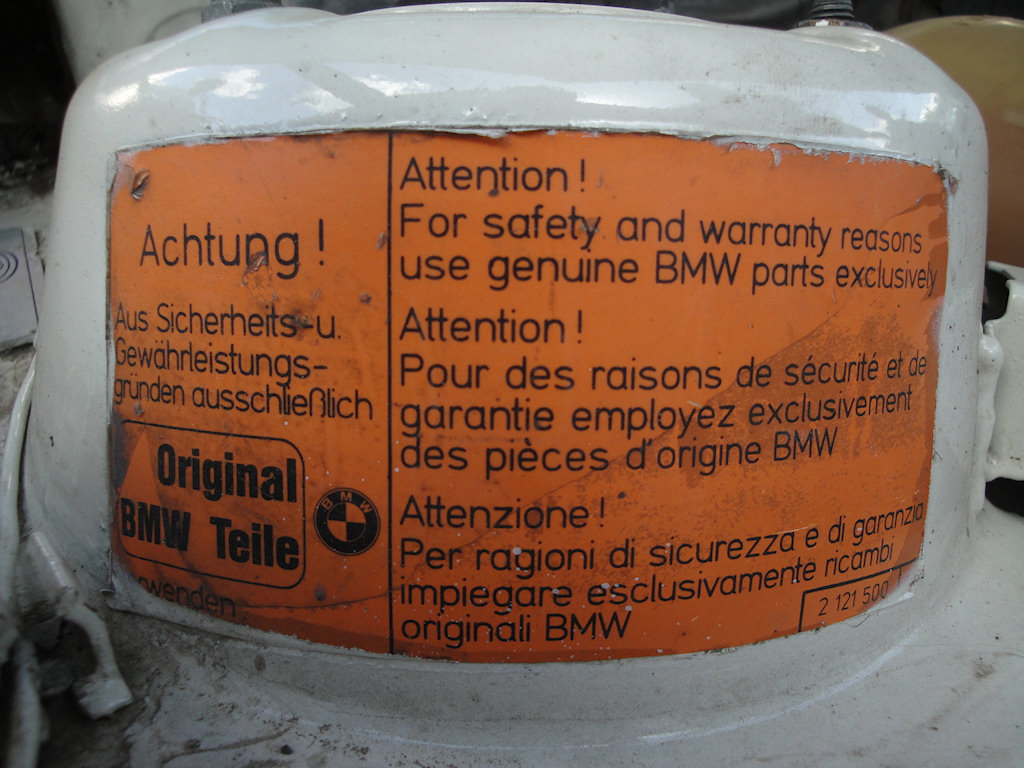 Achtung !
Aus Sicherheits-u.
Gewährleistungs-
gründen ausschließlich
Original
BMW Teile
BMW
wenden
Attention !
For safety and warranty reasons
use genuine BMW parts exclusively
Attention !
Pour des raisons de sécurité et de
garantie employez exclusivement
des pièces d'origine BMW
Attenzione !
Per ragioni di sicurezza e di garanzia
impiegare esclusivamente ricambi
originali BMW
2 121 500